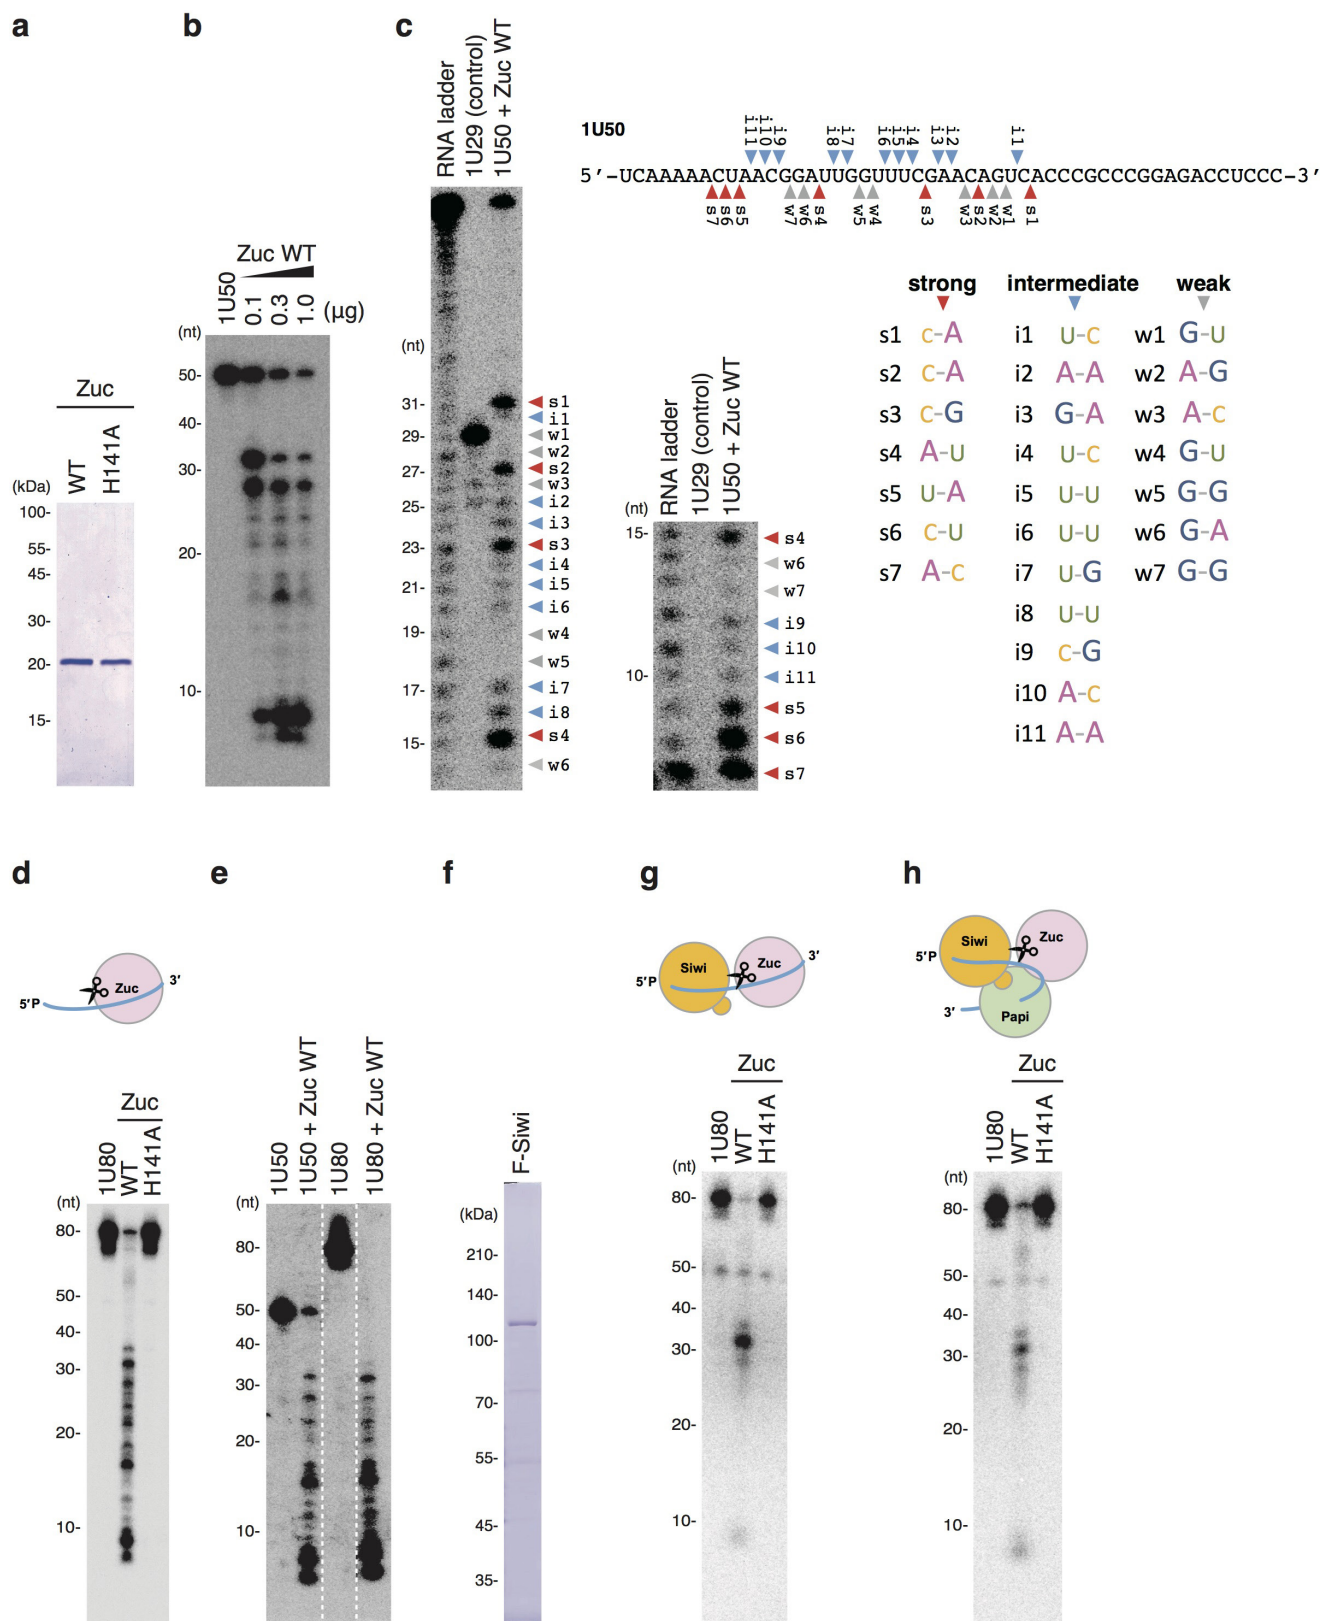 a
Zuc
WT
H141A
(kDa)
100-
55-
45-
30-
20-
15-
b
Zuc WT
1U50
0.1
0.3
1.0
(μg)
(nt)
50-
40-
30-
20-
10-
c
RNA ladder
1U29 (control)
1U50 + Zuc WT
(nt)
31-
29-
27-
25-
23-
21-
19-
17-
15-
s1
i1
w1
w2
s2
w3
i2
i3
s3
i4
i5
i6
w4
w5
i7
i8
s4
w6
RNA ladder
1U29 (control)
1U50 + Zuc WT
(nt)
15-
10-
s4
w6
w7
i9
i10
i11
s5
s6
s7
1U50
i11 i10 i9 i8 i7 i6 i5 i4 i3 i2 i1
5′-UCAAAAACUAACGGAUUGGUUUCGAACAGUCACCCGCCCGGAGACCUCCC-3′
s7 s6 s5 w7 w6 s4 w5 w4 s3 w3 s2 w2 w1 s1
strong intermediate weak
s1 C-A i1 U-C w1 G-U
s2 C-A i2 A-A w2 A-G
s3 C-G i3 G-A w3 A-C
s4 A-U i4 U-C w4 G-U
s5 U-A i5 U-U w5 G-G
s6 C-U i6 U-U w6 G-A
s7 A-C i7 U-G w7 G-G
i8 U-U
i9 C-G
i10 A-C
i11 A-A
d
5′P
Zuc
3′
Zuc
1U80
WT
H141A
(nt)
80-
50-
40-
30-
20-
10-
e
1U50
1U50 + Zuc WT
1U80
1U80 + Zuc WT
(nt)
80-
50-
40-
30-
20-
10-
f
F-Siwi
(kDa)
210-
140-
100-
70-
55-
45-
35-
g
Siwi
Zuc
5′P
3′
Zuc
1U80
WT
H141A
(nt)
80-
50-
40-
30-
20-
10-
h
Siwi
Zuc
5′P
3′
Papi
Zuc
1U80
WT
H141A
(nt)
80-
50-
40-
30-
20-
10-